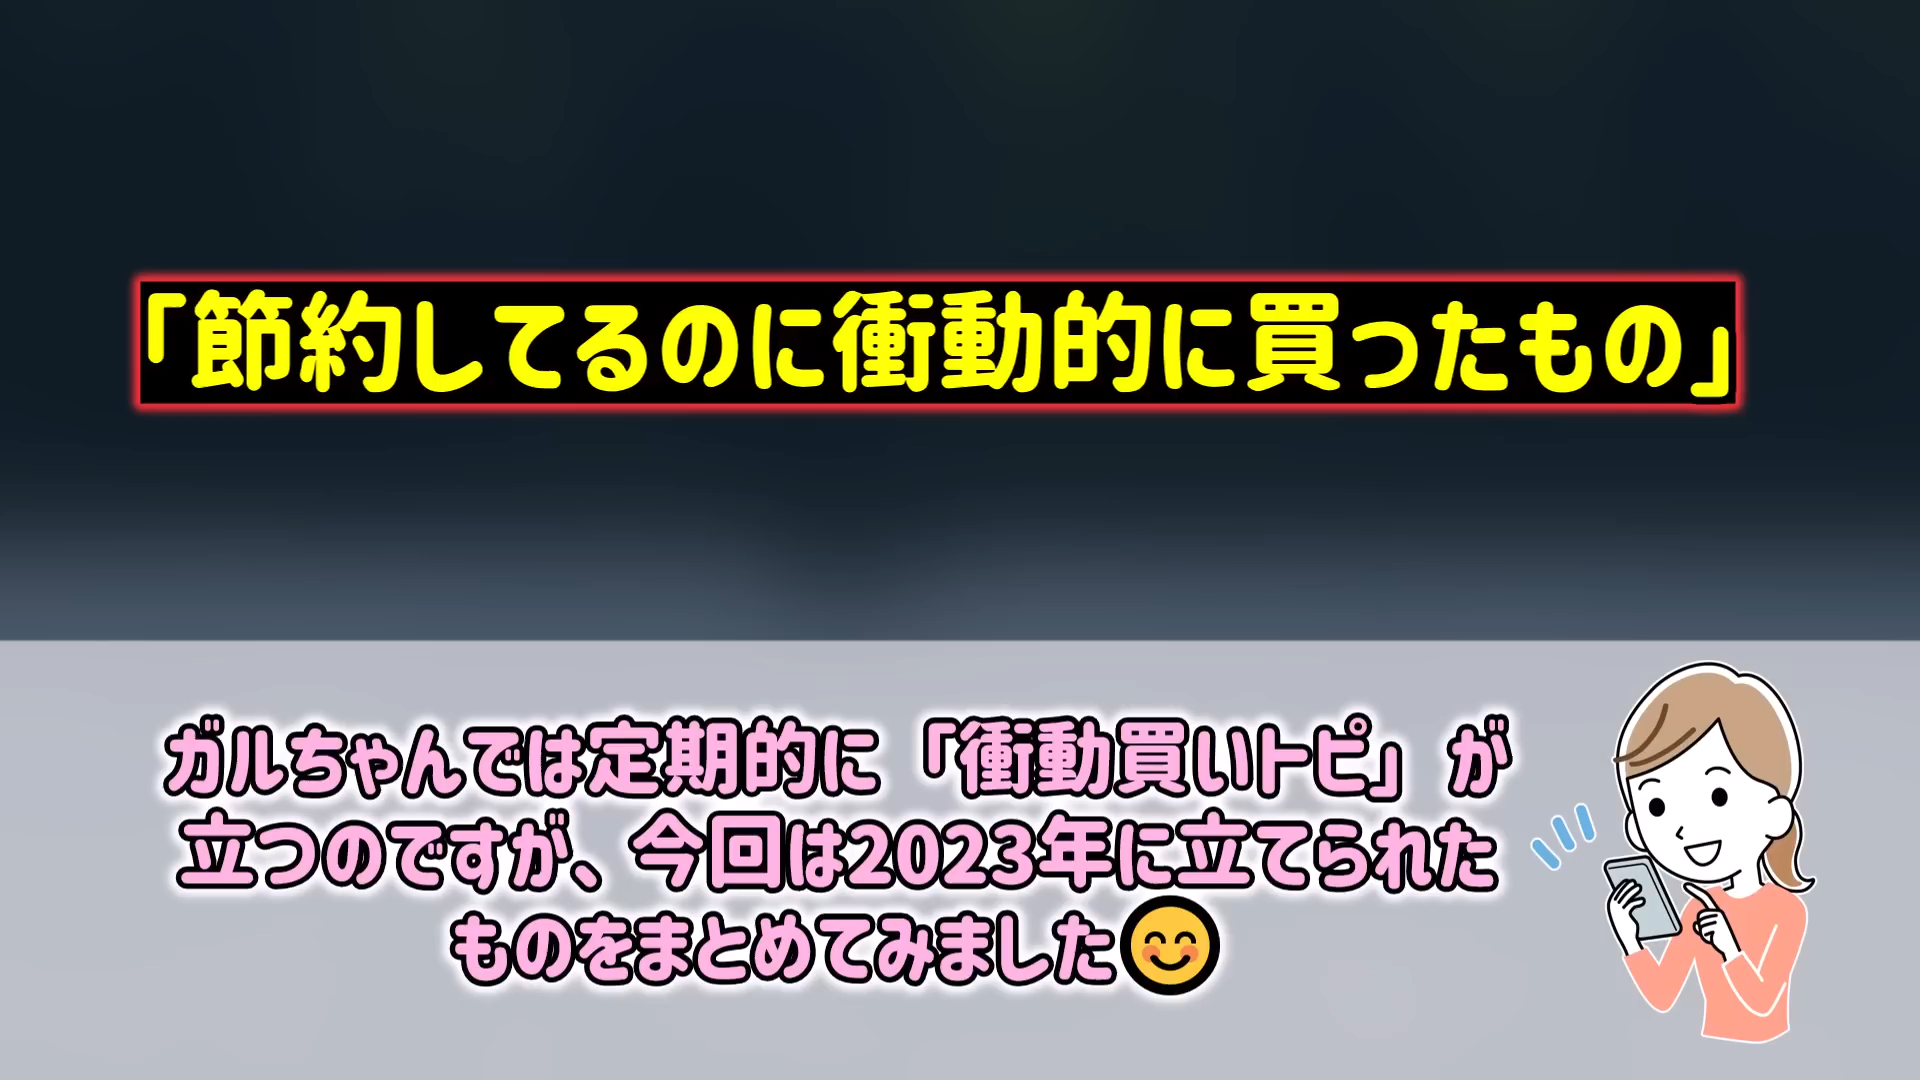 「節約してるのに衝動的に買ったもの」
ガルちゃんでは定期的に「衝動買いトピ」が
立つのですが、今回は2023年に立てられた
ものをまとめてみました😊